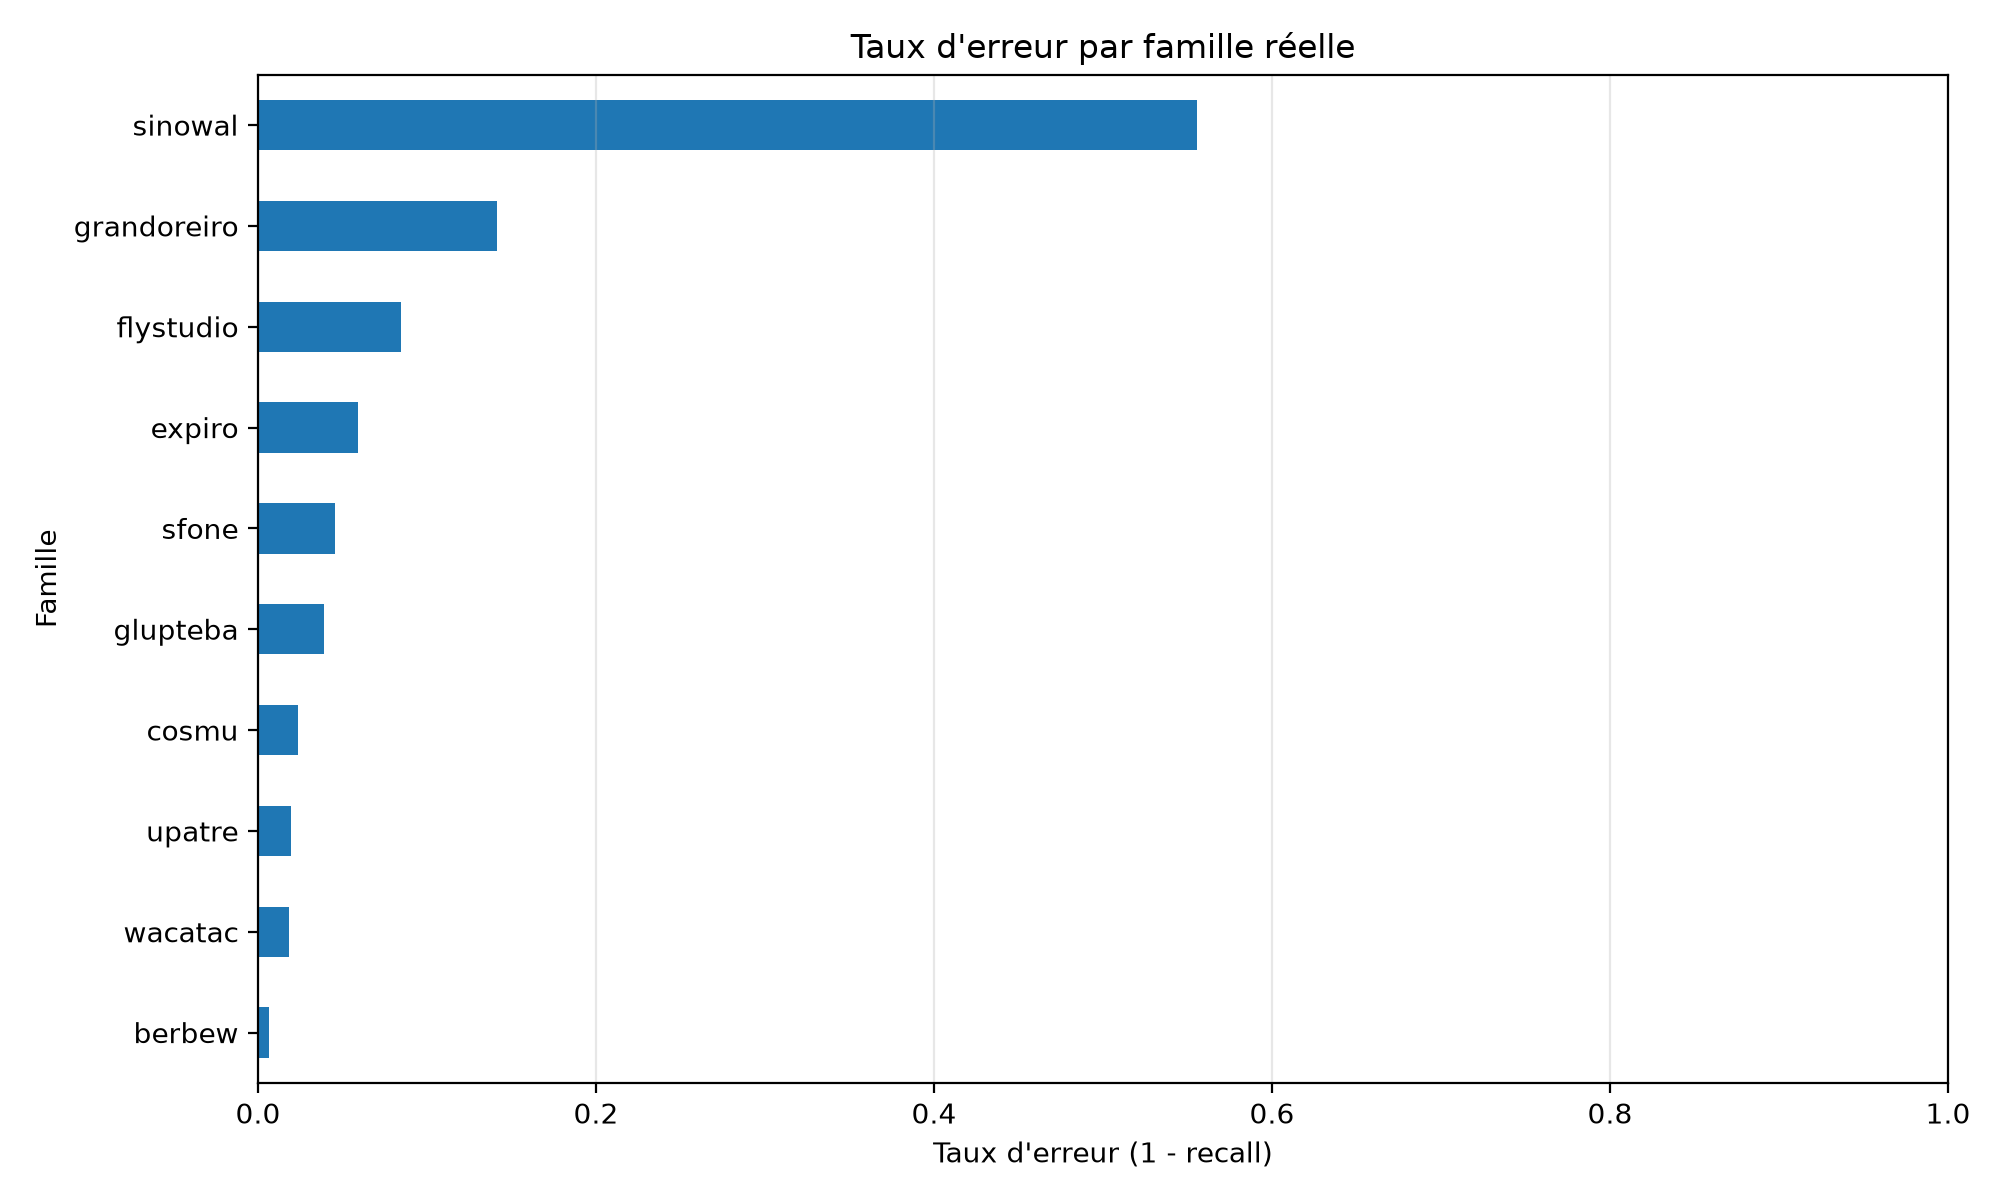 Taux d'erreur par famille réelle
Famille
sinowal
grandoreiro
flystudio
expiro
sfone
glupteba
cosmu
upatre
wacatac
berbew
0.0 0.2 0.4 0.6 0.8 1.0
Taux d'erreur (1 - recall)